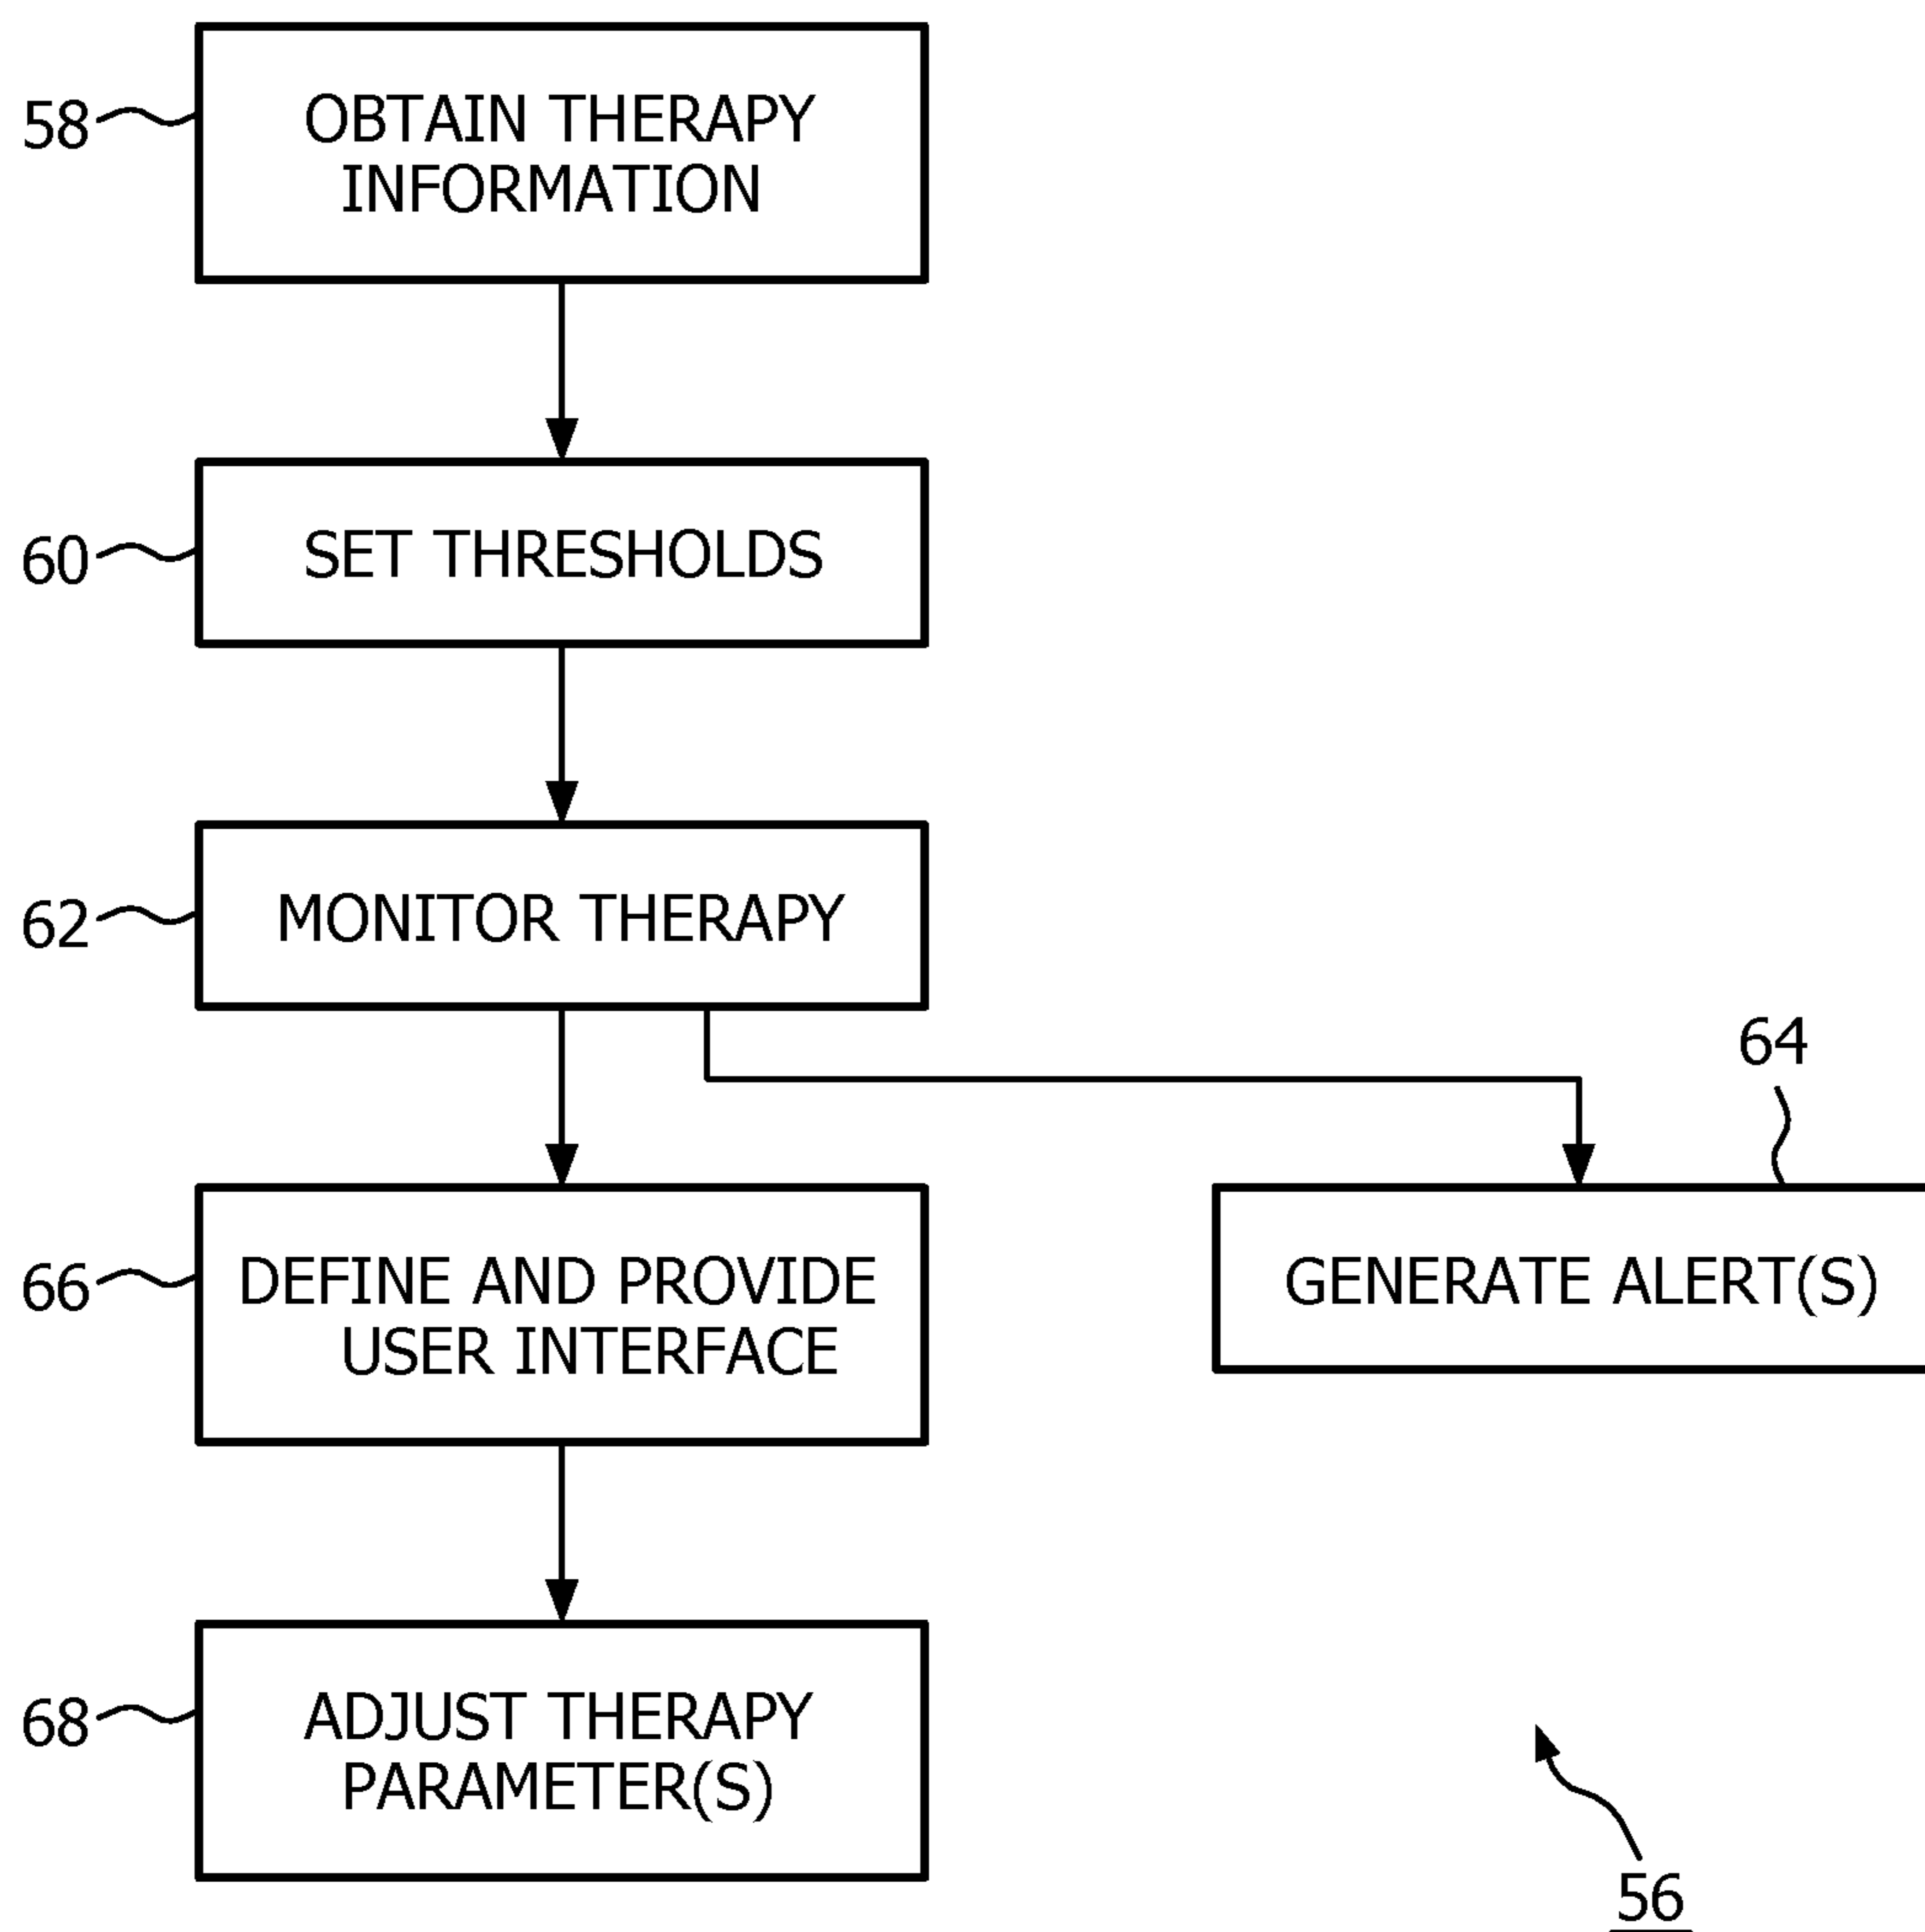 58
OBTAIN THERAPY
INFORMATION
60
SET THRESHOLDS
62
MONITOR THERAPY
64
66
DEFINE AND PROVIDE
USER INTERFACE
GENERATE ALERT(S)
68
ADJUST THERAPY
PARAMETER(S)
56